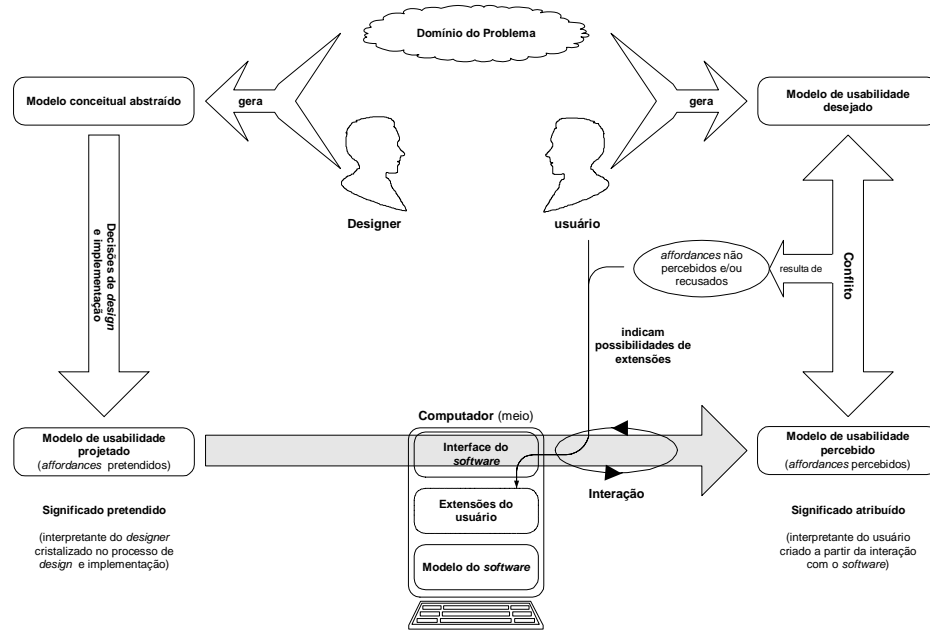 Domínio do Problema
Modelo conceitual abstraído
gera
gera
Modelo de usabilidade
desejado
Designer
usuário
Decisões de design
e implementação
affordances não
percebidos e/ou
recusados
resulta de
Conflito
indicam
possibilidades de
extensões
Computador (meio)
Modelo de usabilidade
projetado
(affordances pretendidos)
Interface do
software
Interação
Modelo de usabilidade
percebido
(affordances percebidos)
Extensões do
usuário
Modelo do software
Significado pretendido
(interpretante do designer
cristalizado no processo de
design e implementação)
Significado atribuído
(interpretante do usuário
criado a partir da interação
com o software)